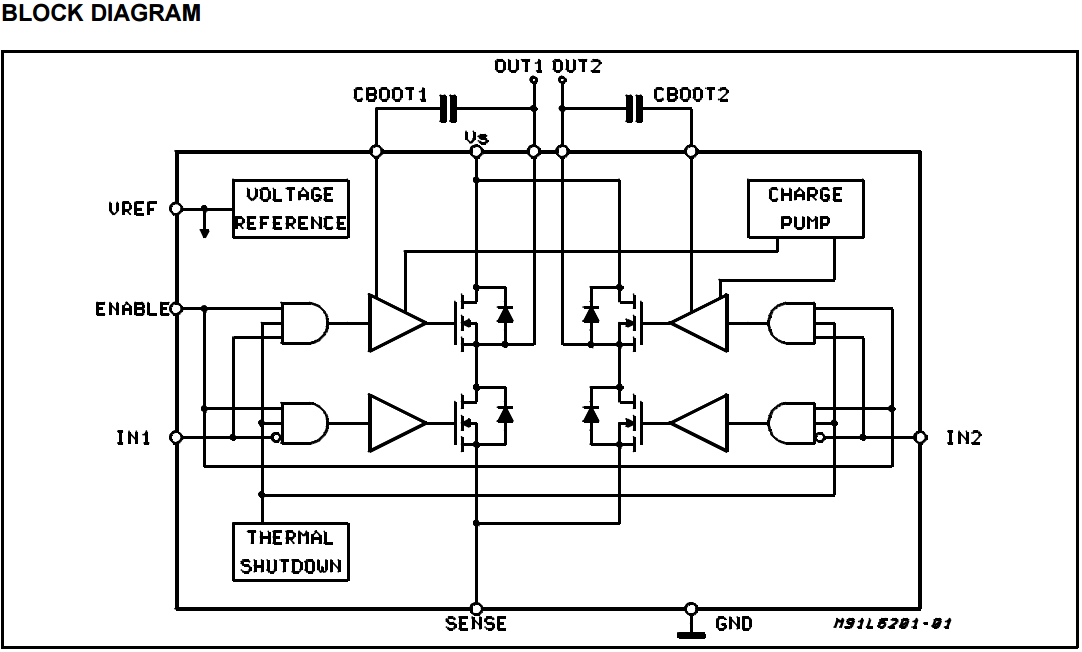 BLOCK DIAGRAM
OUT1 OUT2
CBOOT1
CBOOT2
Vs
VOLTAGE
REFERENCE
CHARGE
PUMP
VREF
ENABLE
IN1
IN2
THERMAL
SHUTDOWN
SENSE
GND
M91L6201-01